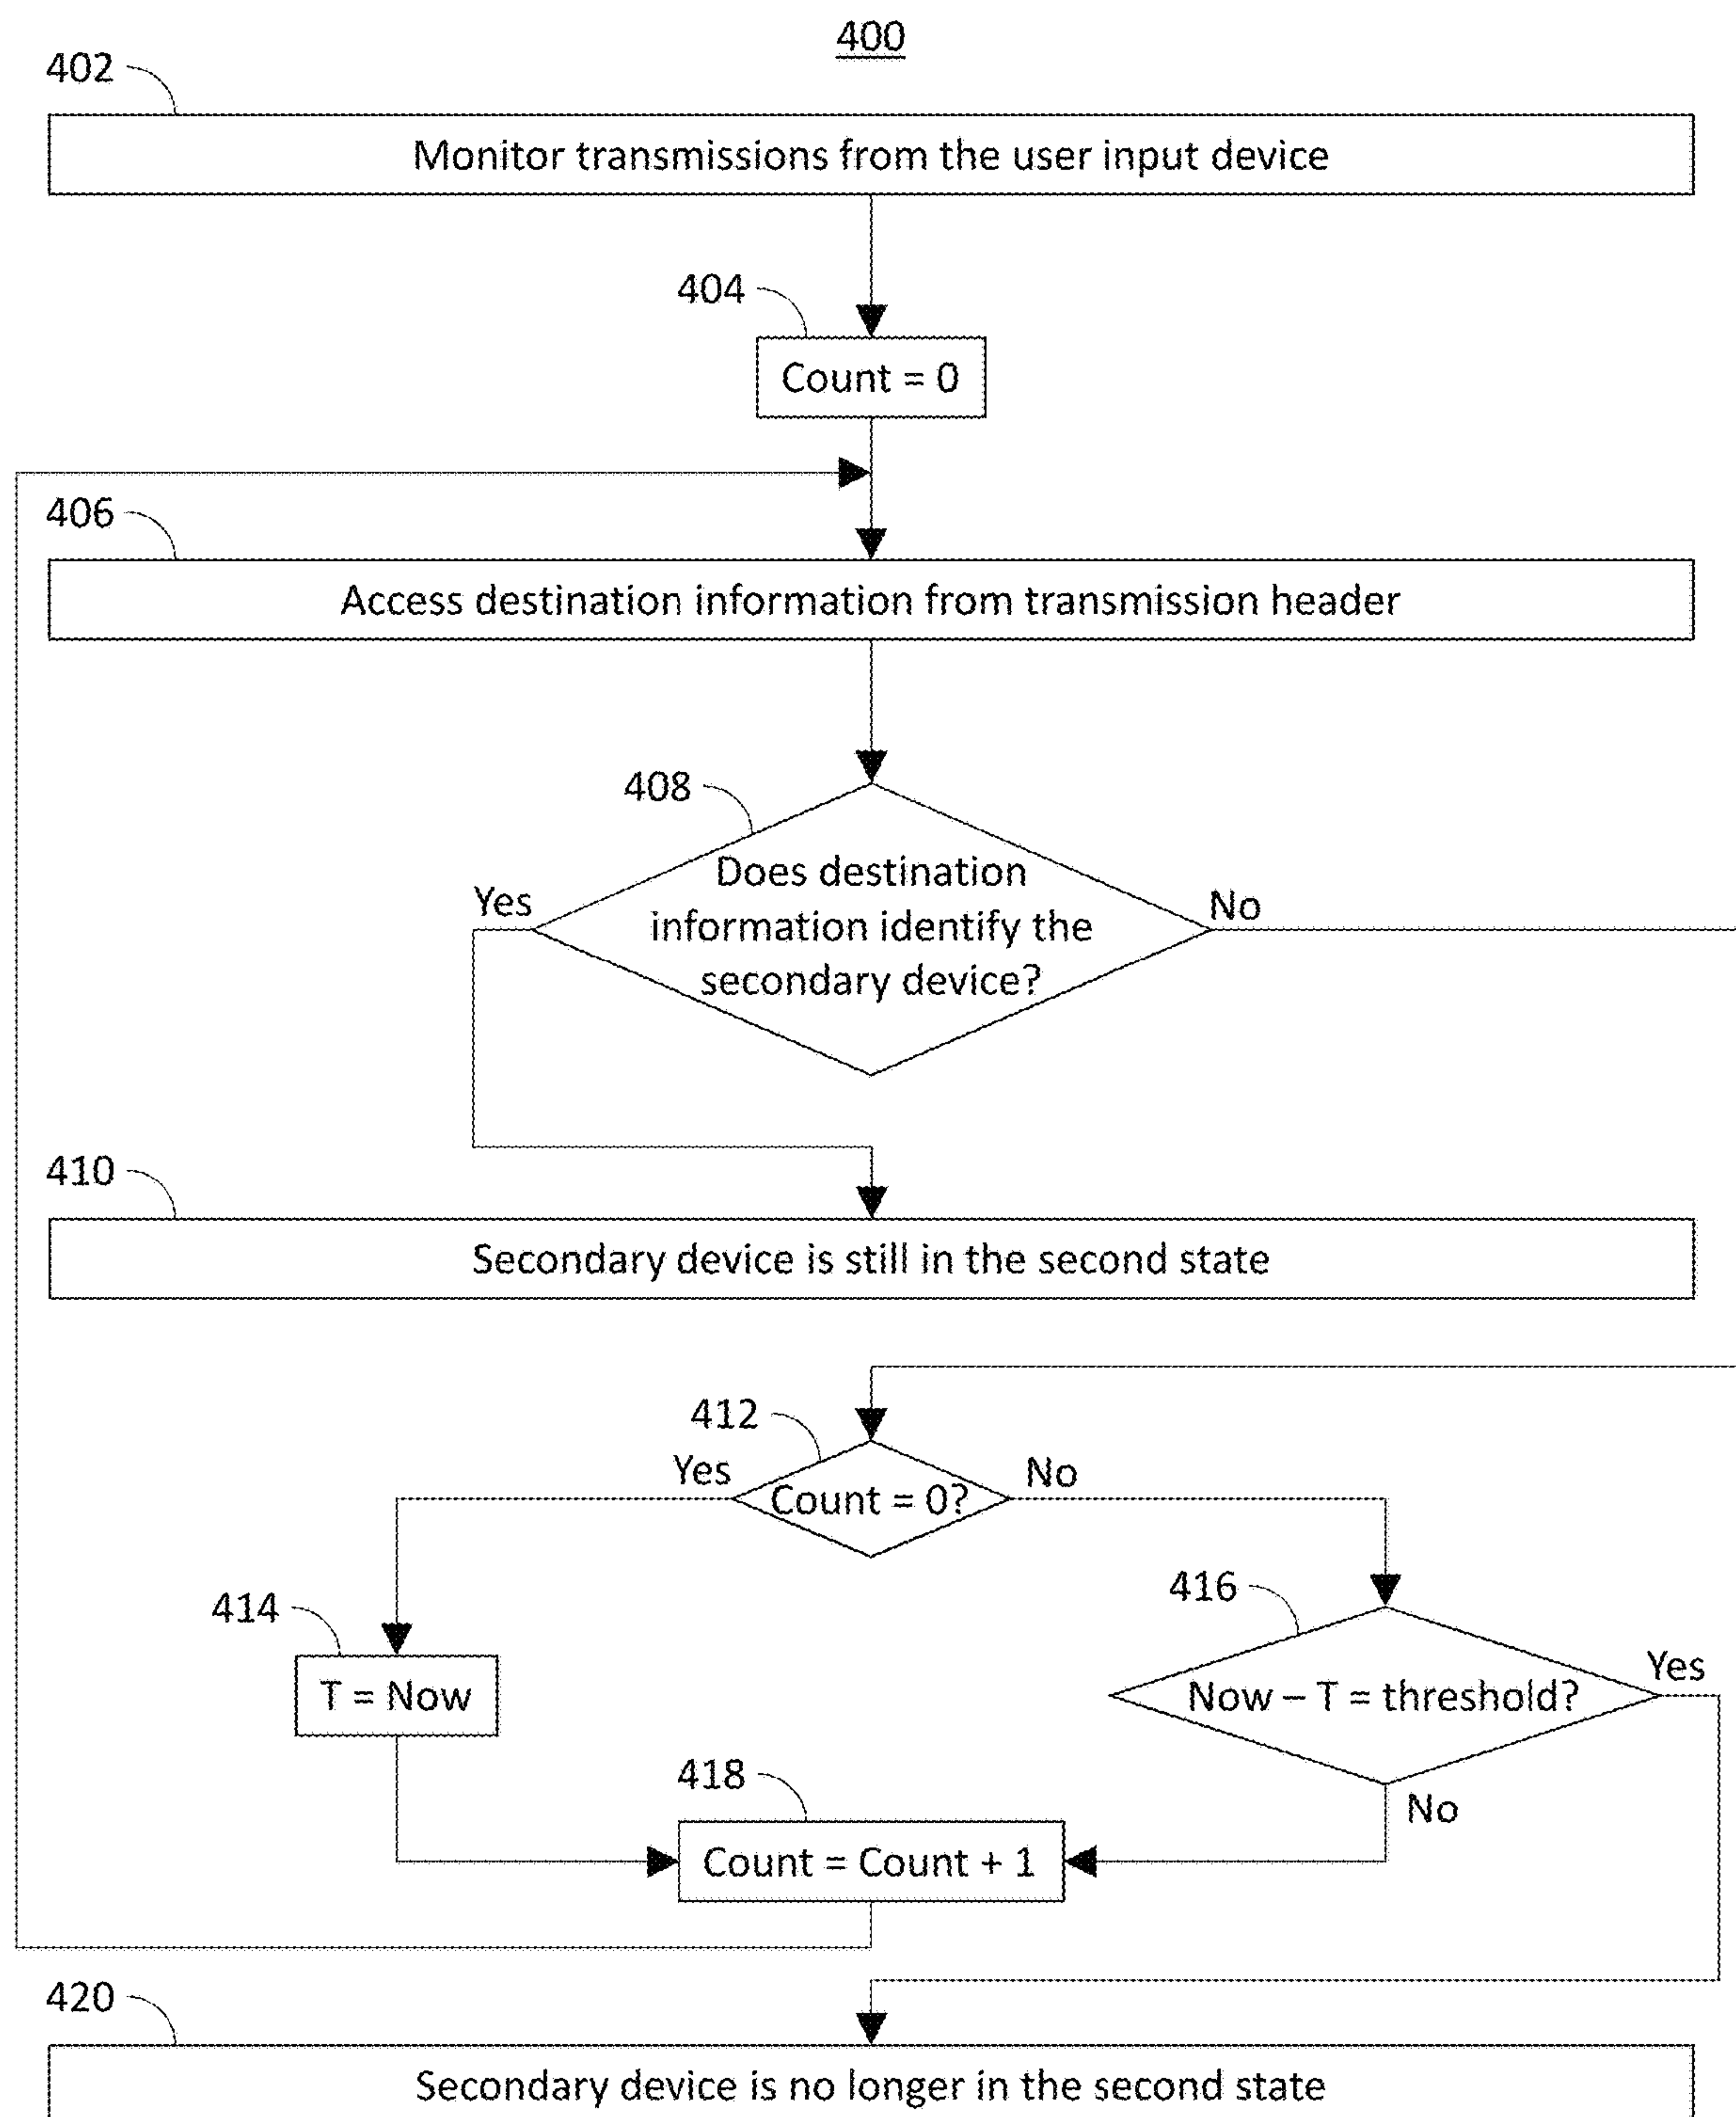 400
402
Monitor transmissions from the user input device
404
Count = 0
406
Access destination information from transmission header
408
Does destination
information identify the
secondary device?
Yes
No
410
Secondary device is still in the second state
412
Yes
No
Count = 0?
414
416
T = Now
Now – T = threshold?
Yes
418
No
Count = Count + 1
420
Secondary device is no longer in the second state